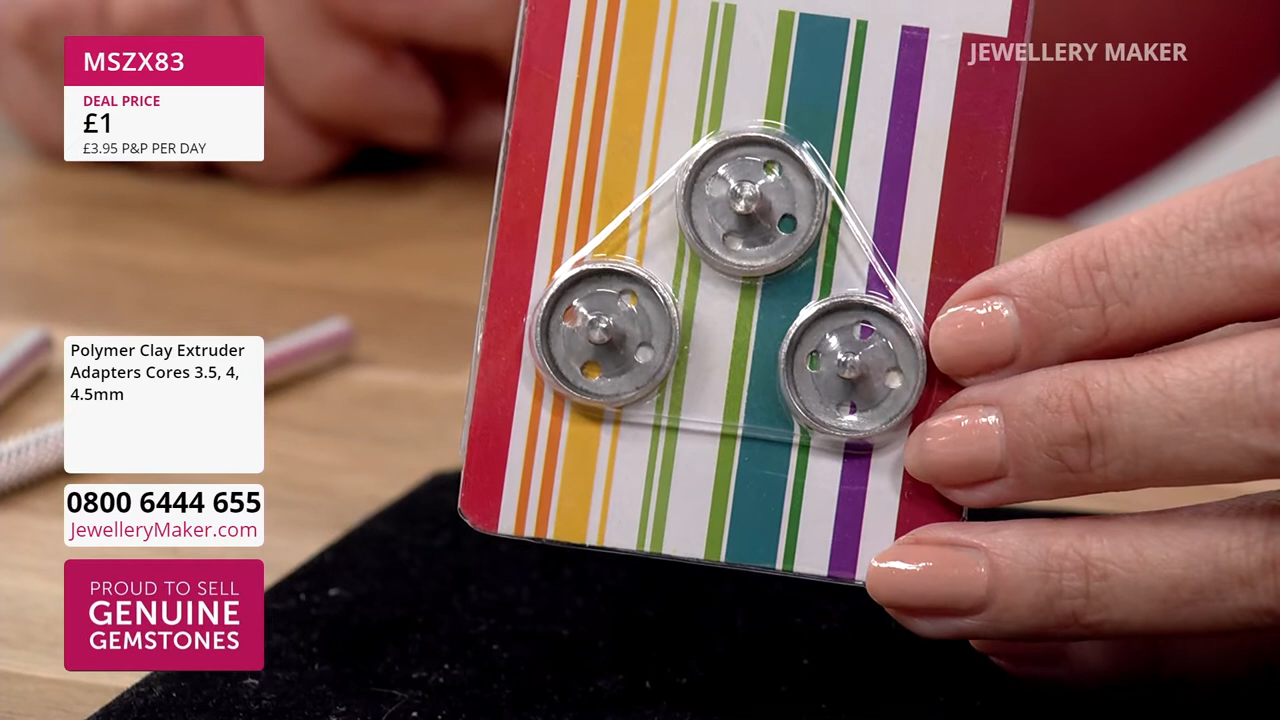 MSZX83
DEAL PRICE
£1
£3.95 P&P PER DAY
JEWELLERY MAKER
Polymer Clay Extruder
Adapters Cores 3.5, 4,
4.5mm
0800 6444 655
JewelleryMaker.com
PROUD TO SELL
GENUINE
GEMSTONES